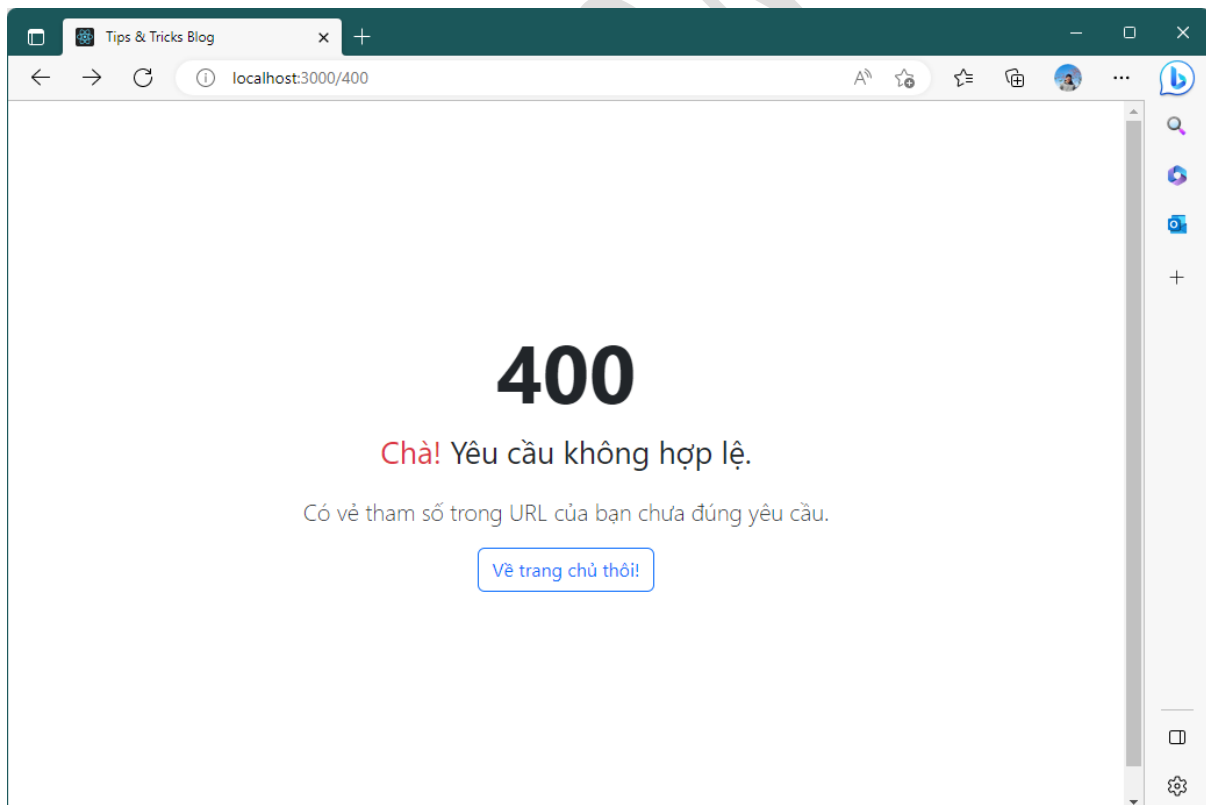 Tips & Tricks Blog
localhost:3000/400
400
Chà! Yêu cầu không hợp lệ.
Có vẻ tham số trong URL của bạn chưa đúng yêu cầu.
Về trang chủ thôi!